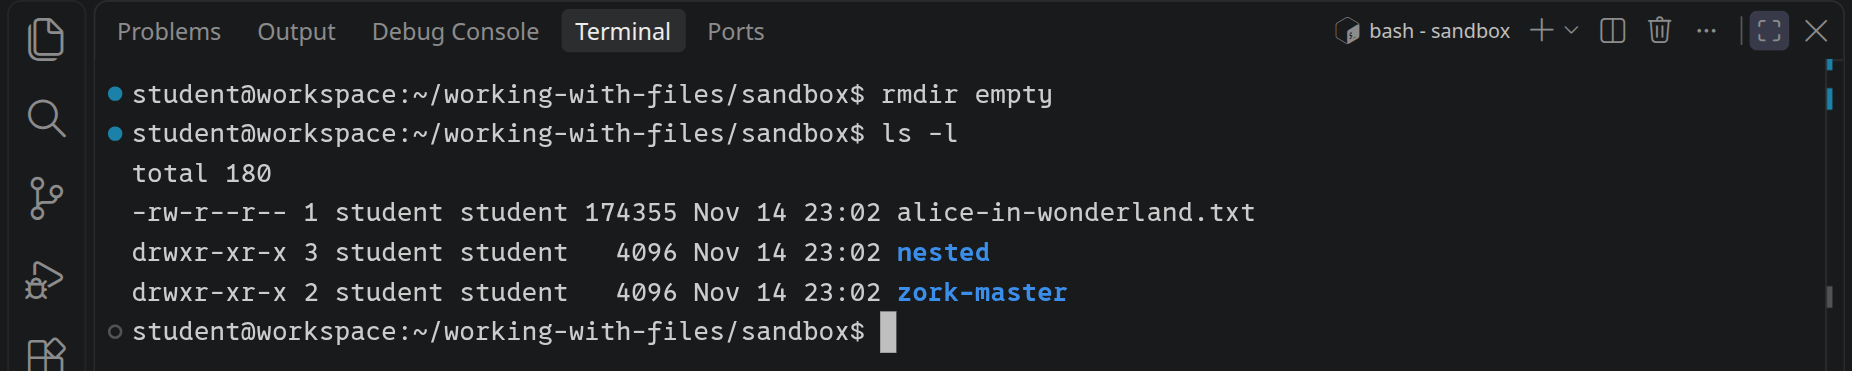 Problems Output Debug Console Terminal Ports bash - sandbox
student@workspace:~/working-with-files/sandbox$ rmdir empty
student@workspace:~/working-with-files/sandbox$ ls -l
total 180
-rw-r--r-- 1 student student 174355 Nov 14 23:02 alice-in-wonderland.txt
drwxr-xr-x 3 student student   4096 Nov 14 23:02 nested
drwxr-xr-x 2 student student   4096 Nov 14 23:02 zork-master
student@workspace:~/working-with-files/sandbox$